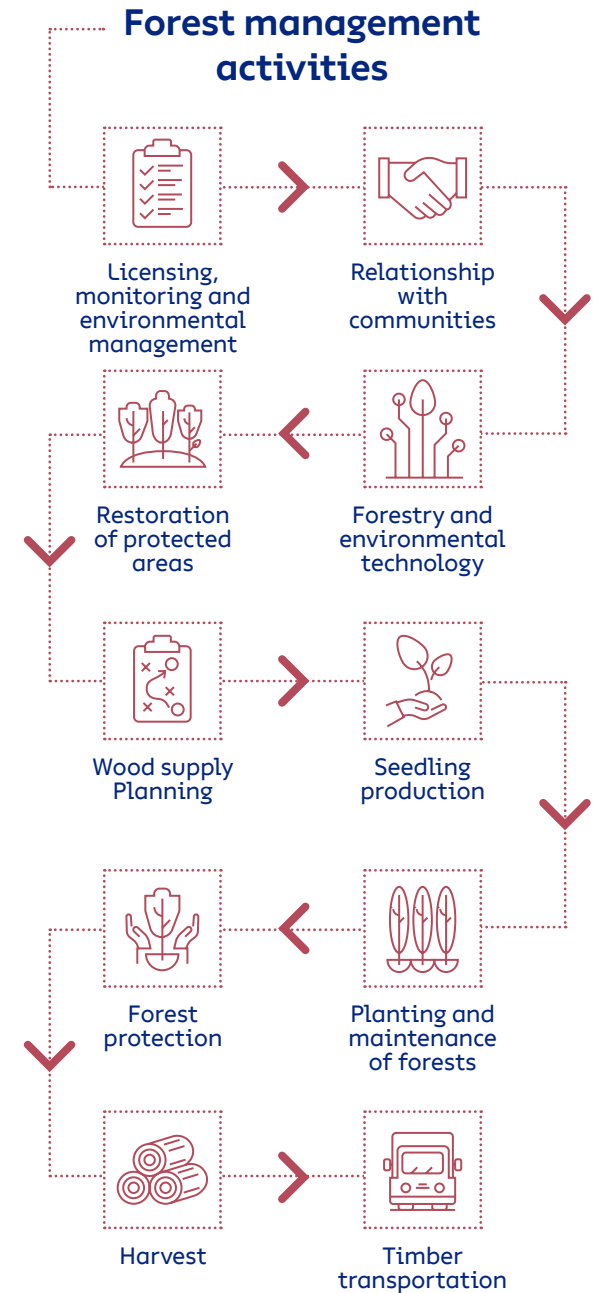 Forest management
activities
Licensing,
monitoring and
environmental
management
Relationship
with
communities
Forestry and
environmental
technology
Restoration
of protected
areas
Wood supply
Planning
Seedling
production
Planting and
maintenance
of forests
Forest
protection
Harvest
Timber
transportation